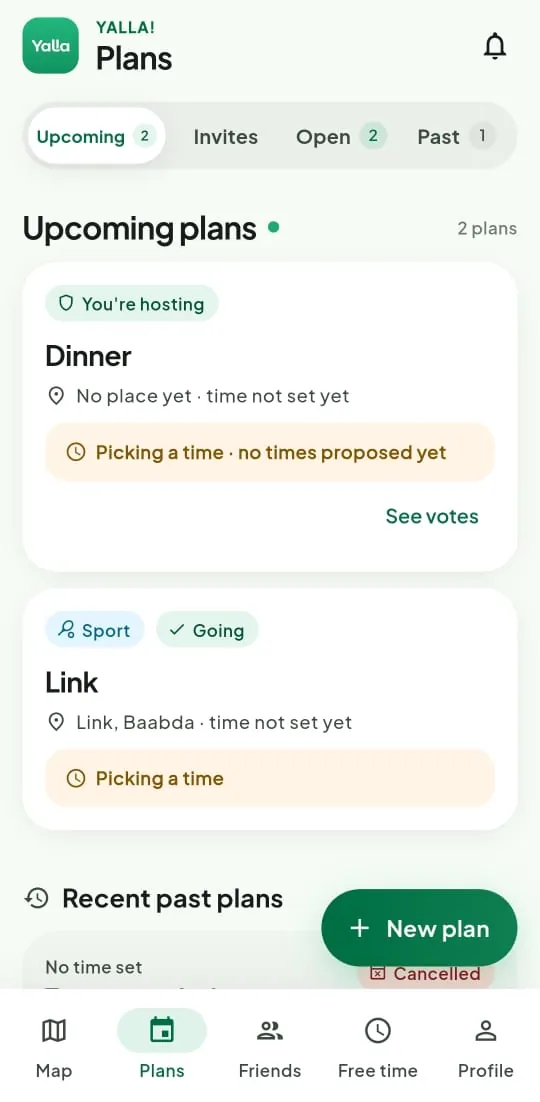 Yalla
YALLA!
Plans
Upcoming 2 Invites Open 2 Past 1
Upcoming plans
2 plans
You're hosting
Dinner
No place yet · time not set yet
Picking a time · no times proposed yet
See votes
Sport Going
Link
Link, Baabda · time not set yet
Picking a time
Recent past plans
+ New plan
No time set
Cancelled
Map Plans Friends Free time Profile